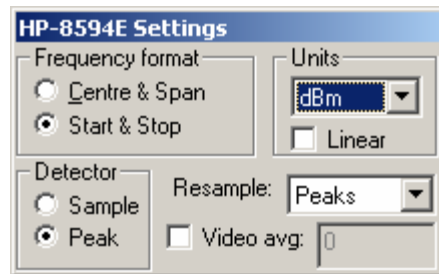 HP-8594E Settings
Frequency format
Centre & Span
Start & Stop
Units
dBm
Linear
Detector
Sample
Peak
Resample: Peaks
Video avg: 0